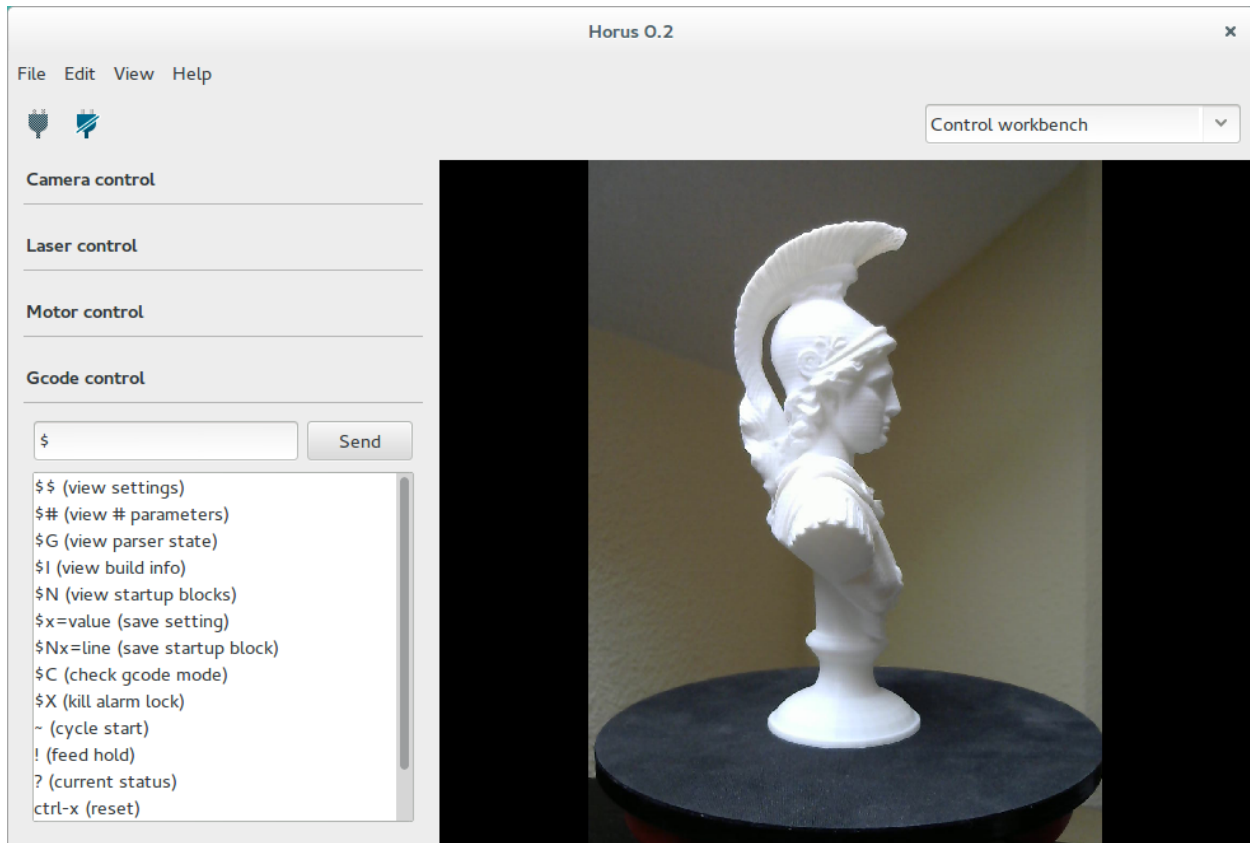 Horus 0.2
File Edit View Help
Control workbench
Camera control
Laser control
Motor control
Gcode control
$
Send
$$ (view settings)
$# (view # parameters)
$G (view parser state)
$I (view build info)
$N (view startup blocks)
$x=value (save setting)
$Nx=line (save startup block)
$C (check gcode mode)
$X (kill alarm lock)
~ (cycle start)
! (feed hold)
? (current status)
ctrl-x (reset)